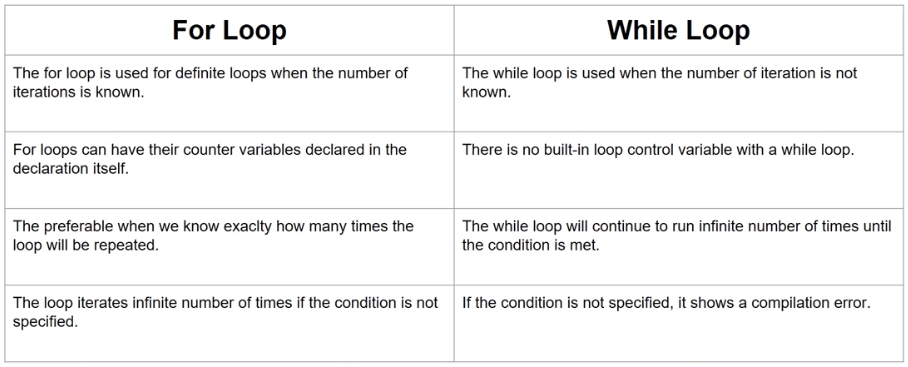 For Loop
While Loop
The for loop is used for definite loops when the number of
iterations is known.
The while loop is used when the number of iteration is not
known.
For loops can have their counter variables declared in the
declaration itself.
There is no built-in loop control variable with a while loop.
The preferable when we know exaclty how many times the
loop will be repeated.
The while loop will continue to run infinite number of times until
the condition is met.
The loop iterates infinite number of times if the condition is not
specified.
If the condition is not specified, it shows a compilation error.